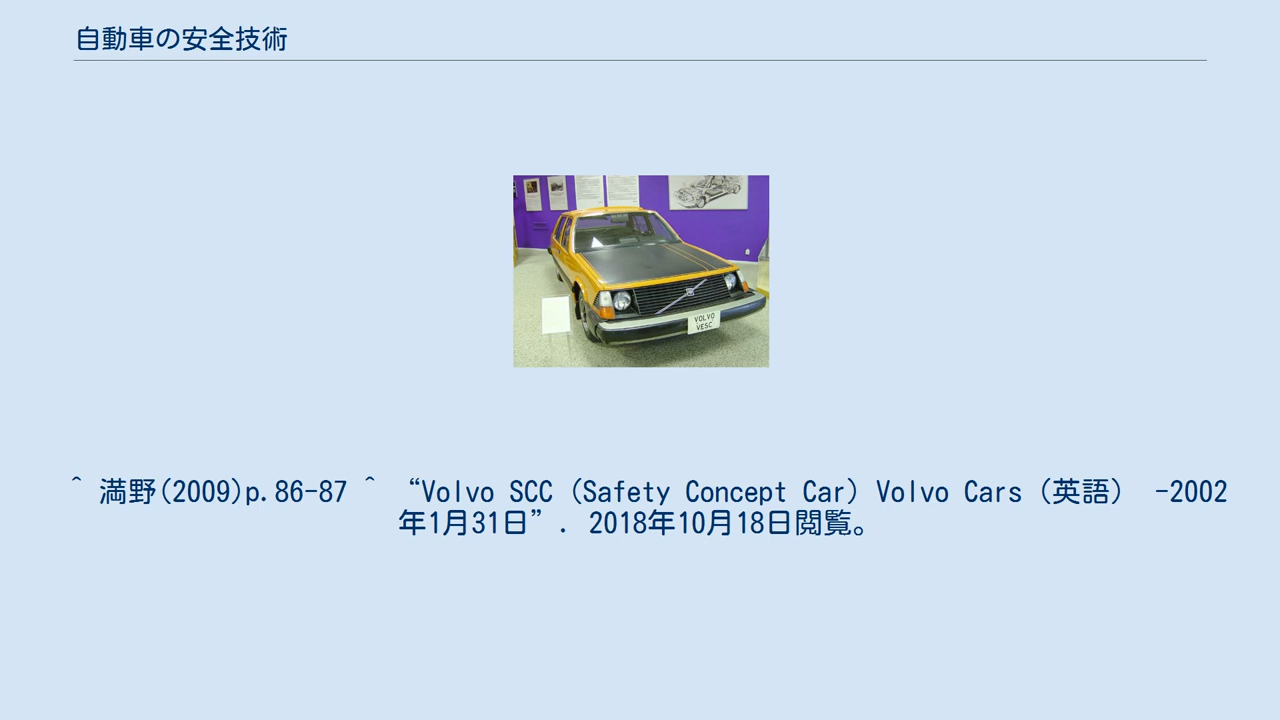 自動車の安全技術
VOLVO
VESC
^ 満野(2009)p.86-87 ^ “Volvo SCC (Safety Concept Car) Volvo Cars (英語) -2002
年1月31日”. 2018年10月18日閲覧。